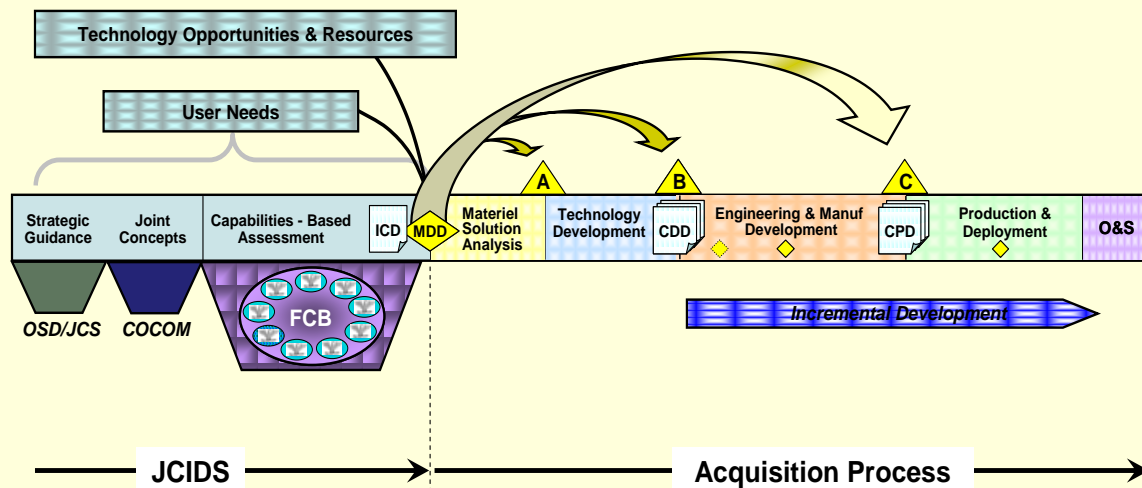 Technology Opportunities & Resources
User Needs
A
B
C
Strategic
Guidance
Joint
Concepts
Capabilities - Based
Assessment
ICD
MDD
Materiel
Solution
Analysis
Technology
Development
CDD
Engineering & Manuf
Development
CPD
Production &
Deployment
O&S
OSD/JCS
COCOM
FCB
Incremental Development
JCIDS
Acquisition Process